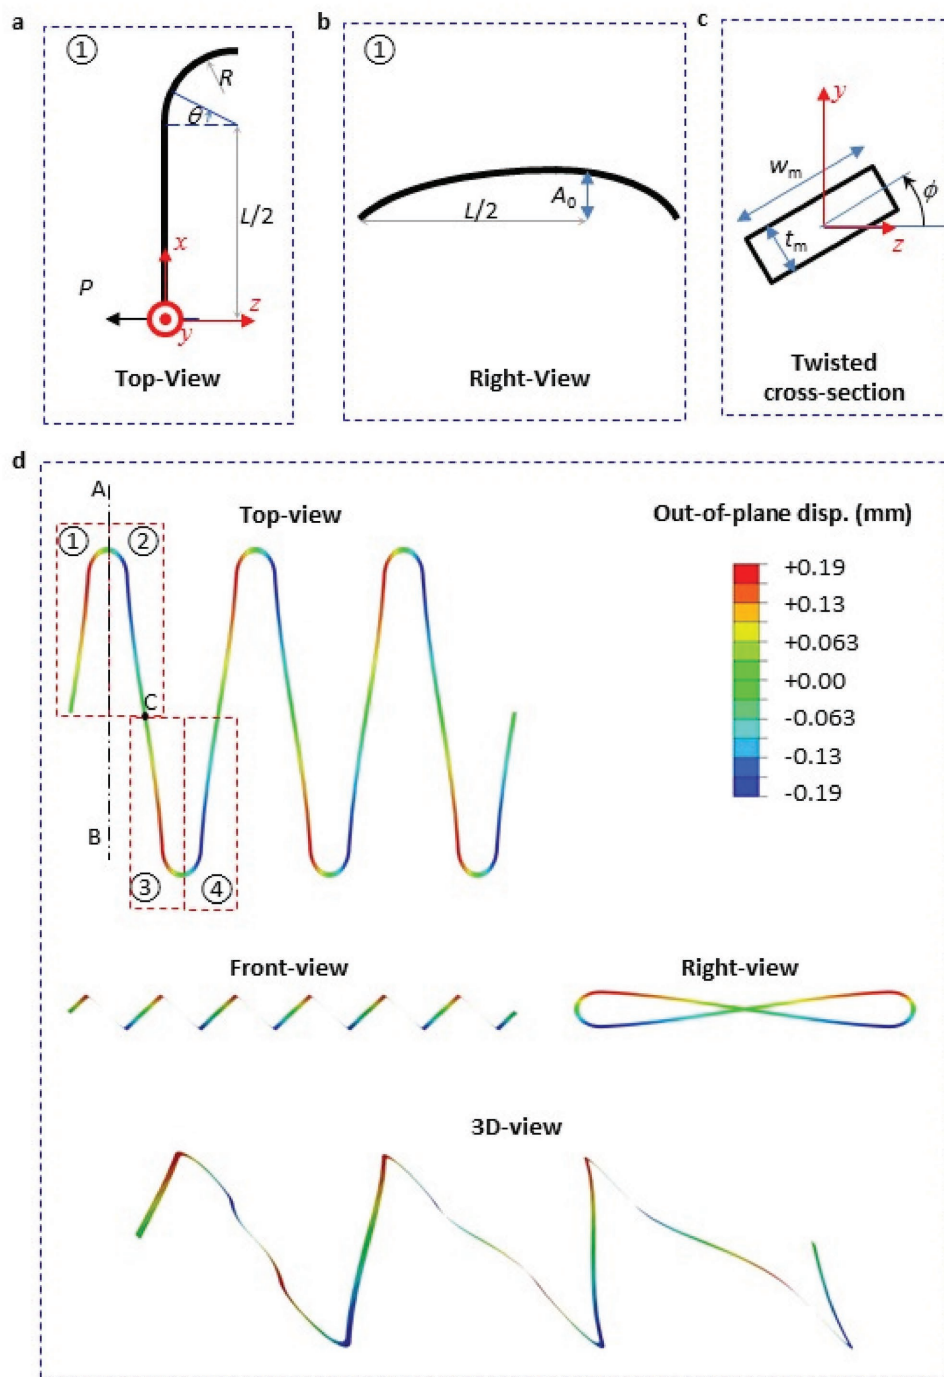 a
①
R
θ
L/2
x
P
z
y
Top-View
b
①
L/2
A₀
Right-View
c
y
wₘ
ϕ
tₘ
z
Twisted
cross-section
d
A
Top-view
① ②
C
B
③ ④
Out-of-plane disp. (mm)
+0.19
+0.13
+0.063
+0.00
-0.063
-0.13
-0.19
Front-view
Right-view
3D-view